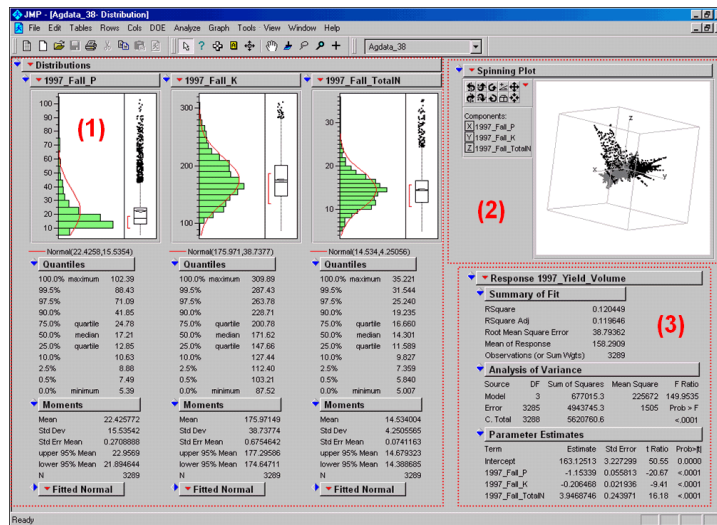 JMP - [Agdata_38- Distribution]
File Edit Tables Rows Cols DOE Analyze Graph Tools View Window Help
Agdata_38
Distributions
1997_Fall_P
(1)
100
90
80
70
60
50
40
30
20
10
Normal(22.4258,15.5354)
Quantiles
100.0% maximum 102.39
99.5% 88.43
97.5% 71.09
90.0% 41.85
75.0% quartile 24.78
50.0% median 17.21
25.0% quartile 12.85
10.0% 10.63
2.5% 8.88
0.5% 7.49
0.0% minimum 5.39
Moments
Mean 22.425772
Std Dev 15.53542
Std Err Mean 0.2708888
upper 95% Mean 22.9569
lower 95% Mean 21.894644
N 3289
Fitted Normal
1997_Fall_K
300
200
100
Normal(175.971,38.7377)
Quantiles
100.0% maximum 309.89
99.5% 287.43
97.5% 263.78
90.0% 228.71
75.0% quartile 200.78
50.0% median 171.62
25.0% quartile 147.66
10.0% 127.44
2.5% 112.40
0.5% 103.21
0.0% minimum 87.52
Moments
Mean 175.97149
Std Dev 38.73774
Std Err Mean 0.6754642
upper 95% Mean 177.29586
lower 95% Mean 174.64711
N 3289
Fitted Normal
1997_Fall_TotalN
30
20
10
Normal(14.534,4.25056)
Quantiles
100.0% maximum 35.221
99.5% 31.544
97.5% 25.240
90.0% 19.235
75.0% quartile 16.660
50.0% median 14.301
25.0% quartile 11.589
10.0% 9.827
2.5% 7.359
0.5% 5.840
0.0% minimum 5.007
Moments
Mean 14.534004
Std Dev 4.2505565
Std Err Mean 0.0741163
upper 95% Mean 14.679323
lower 95% Mean 14.388685
N 3289
Fitted Normal
Spinning Plot
Components:
X 1997_Fall_P
Y 1997_Fall_K
Z 1997_Fall_TotalN
z
x
y
(2)
Response 1997_Yield_Volume
Summary of Fit
RSquare 0.120449
RSquare Adj 0.119646
Root Mean Square Error 38.79362
Mean of Response 158.2909
Observations (or Sum Wgts) 3289
(3)
Analysis of Variance
Source DF Sum of Squares Mean Square F Ratio
Model 3 677015.3 225672 149.9535
Error 3285 4943745.3 1505 Prob > F
C. Total 3288 5620760.6 <.0001
Parameter Estimates
Term Estimate Std Error t Ratio Prob>|t|
Intercept 163.12513 3.227299 50.55 0.0000
1997_Fall_P -1.15339 0.055813 -20.67 <.0001
1997_Fall_K -0.206468 0.021936 -9.41 <.0001
1997_Fall_TotalN 3.9468746 0.243971 16.18 <.0001
Ready